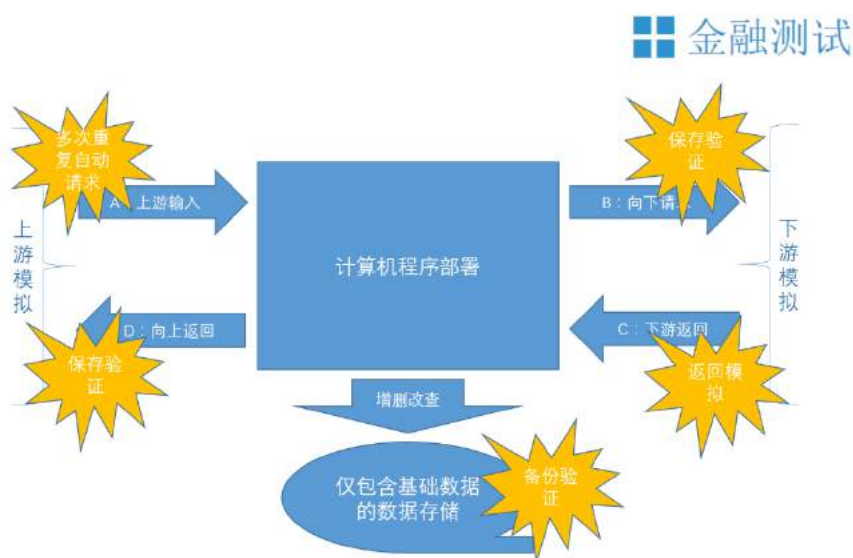 金融测试
多次重
复自动
请求
A：上游输入
保存验
证
B：向下请求
上
游
模
拟
计算机程序部署
下
游
模
拟
D：向上返回
保存验
证
C：下游返回
返回模
拟
增删改查
仅包含基础数据
的数据存储
备份验
证